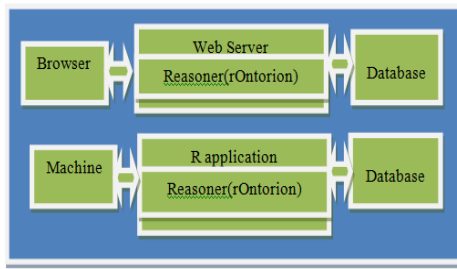 Browser
Web Server
Reasoner(rOntorion)
Database
Machine
R application
Reasoner(rOntorion)
Database